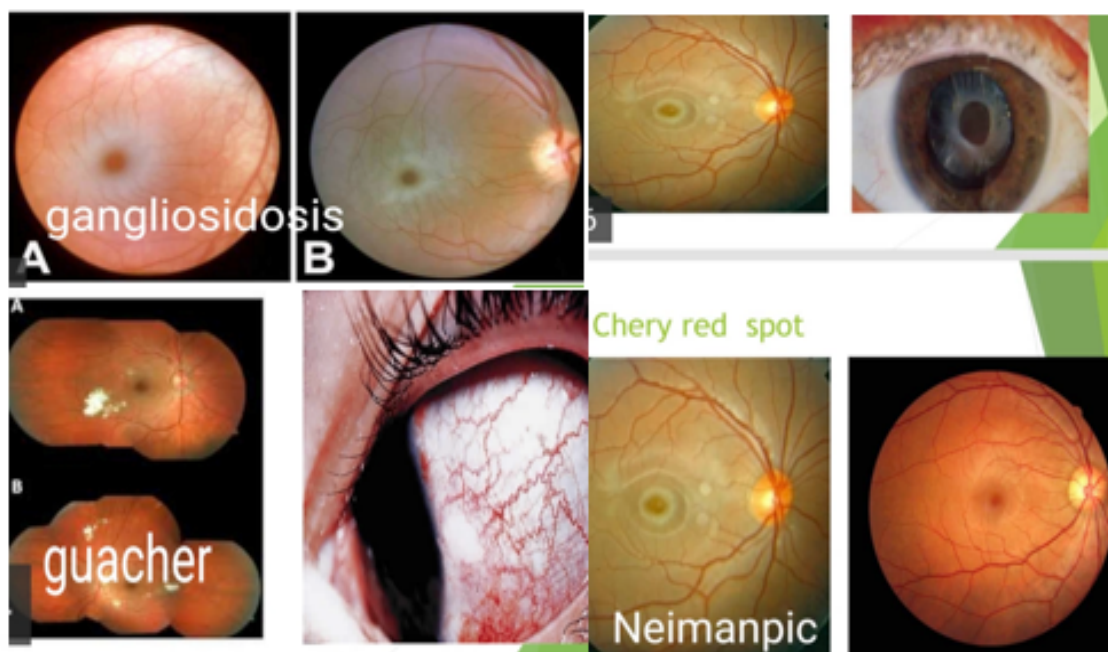 gangliosidosis
A
B
A
B
guacher
Chery red spot
Neimanpic